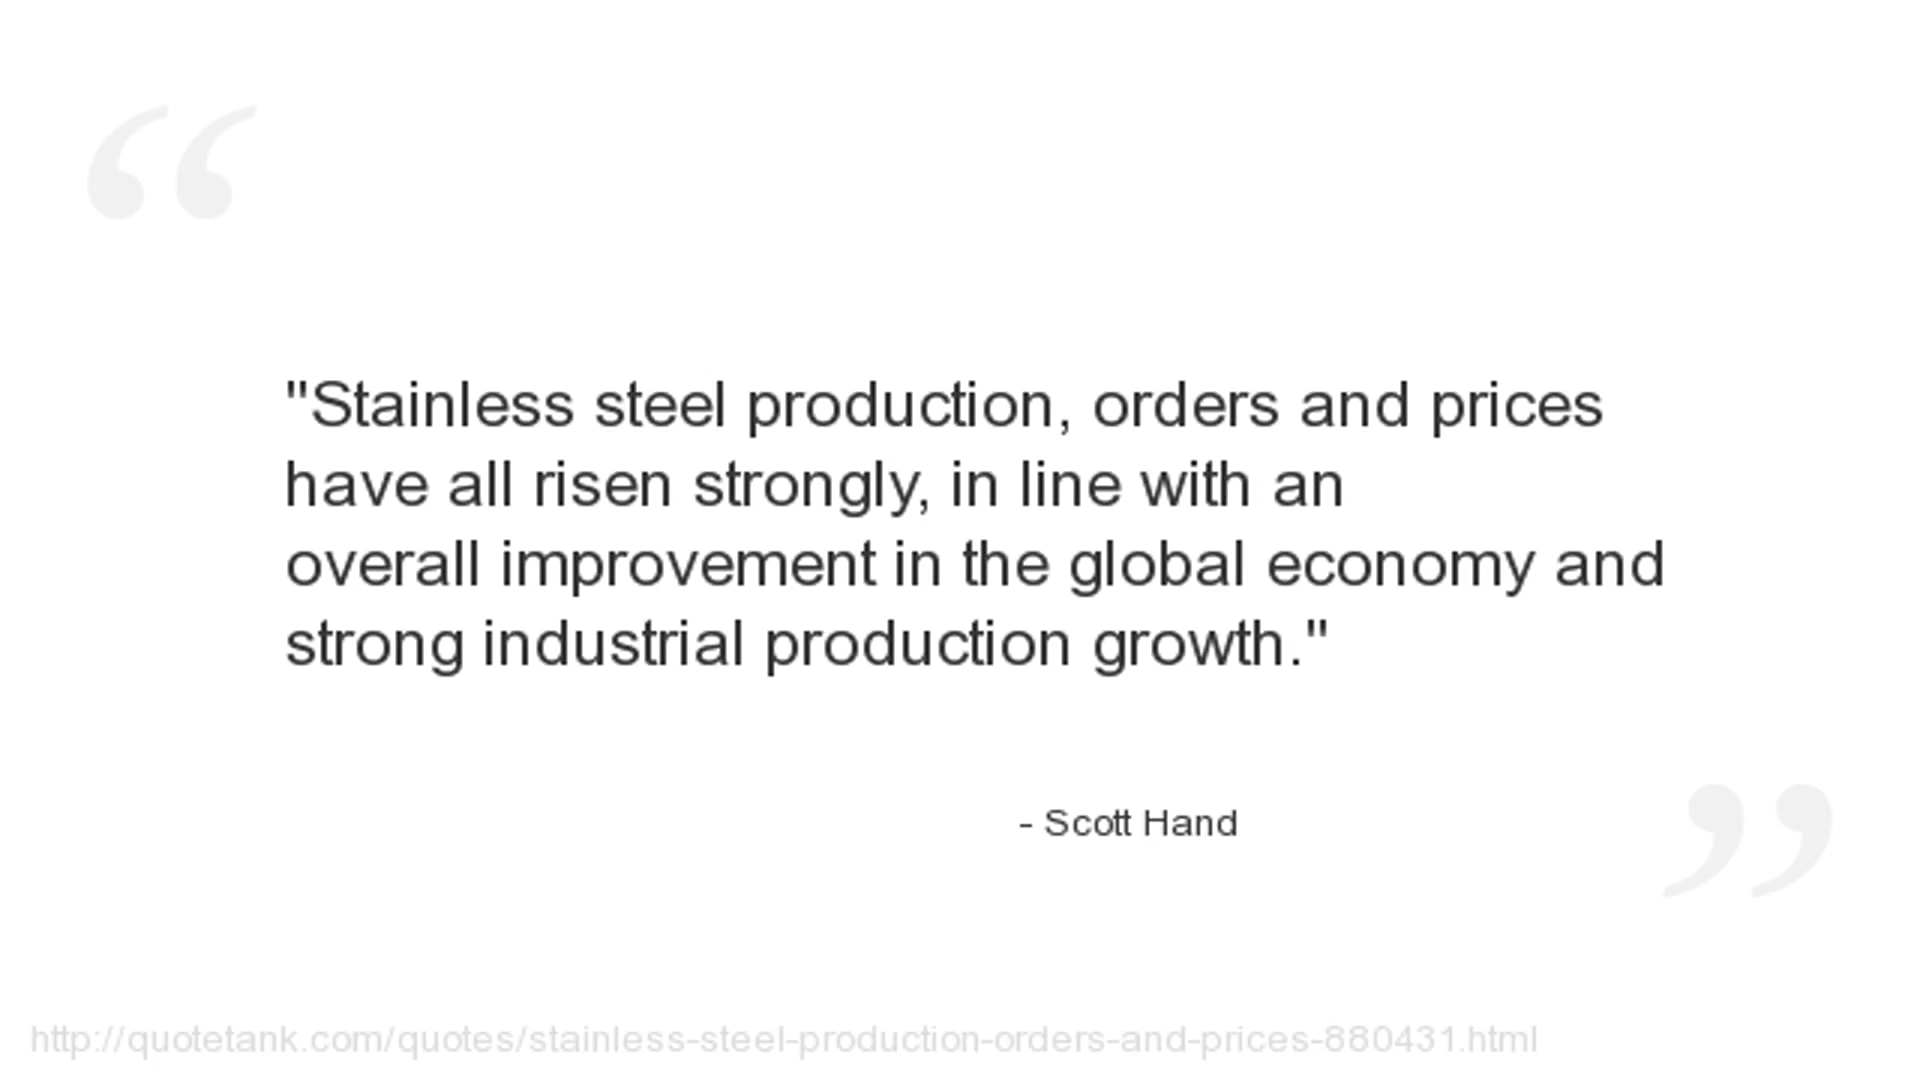 "Stainless steel production, orders and prices
have all risen strongly, in line with an
overall improvement in the global economy and
strong industrial production growth."
- Scott Hand
http://quotetank.com/quotes/stainless-steel-production-orders-and-prices-880431.html